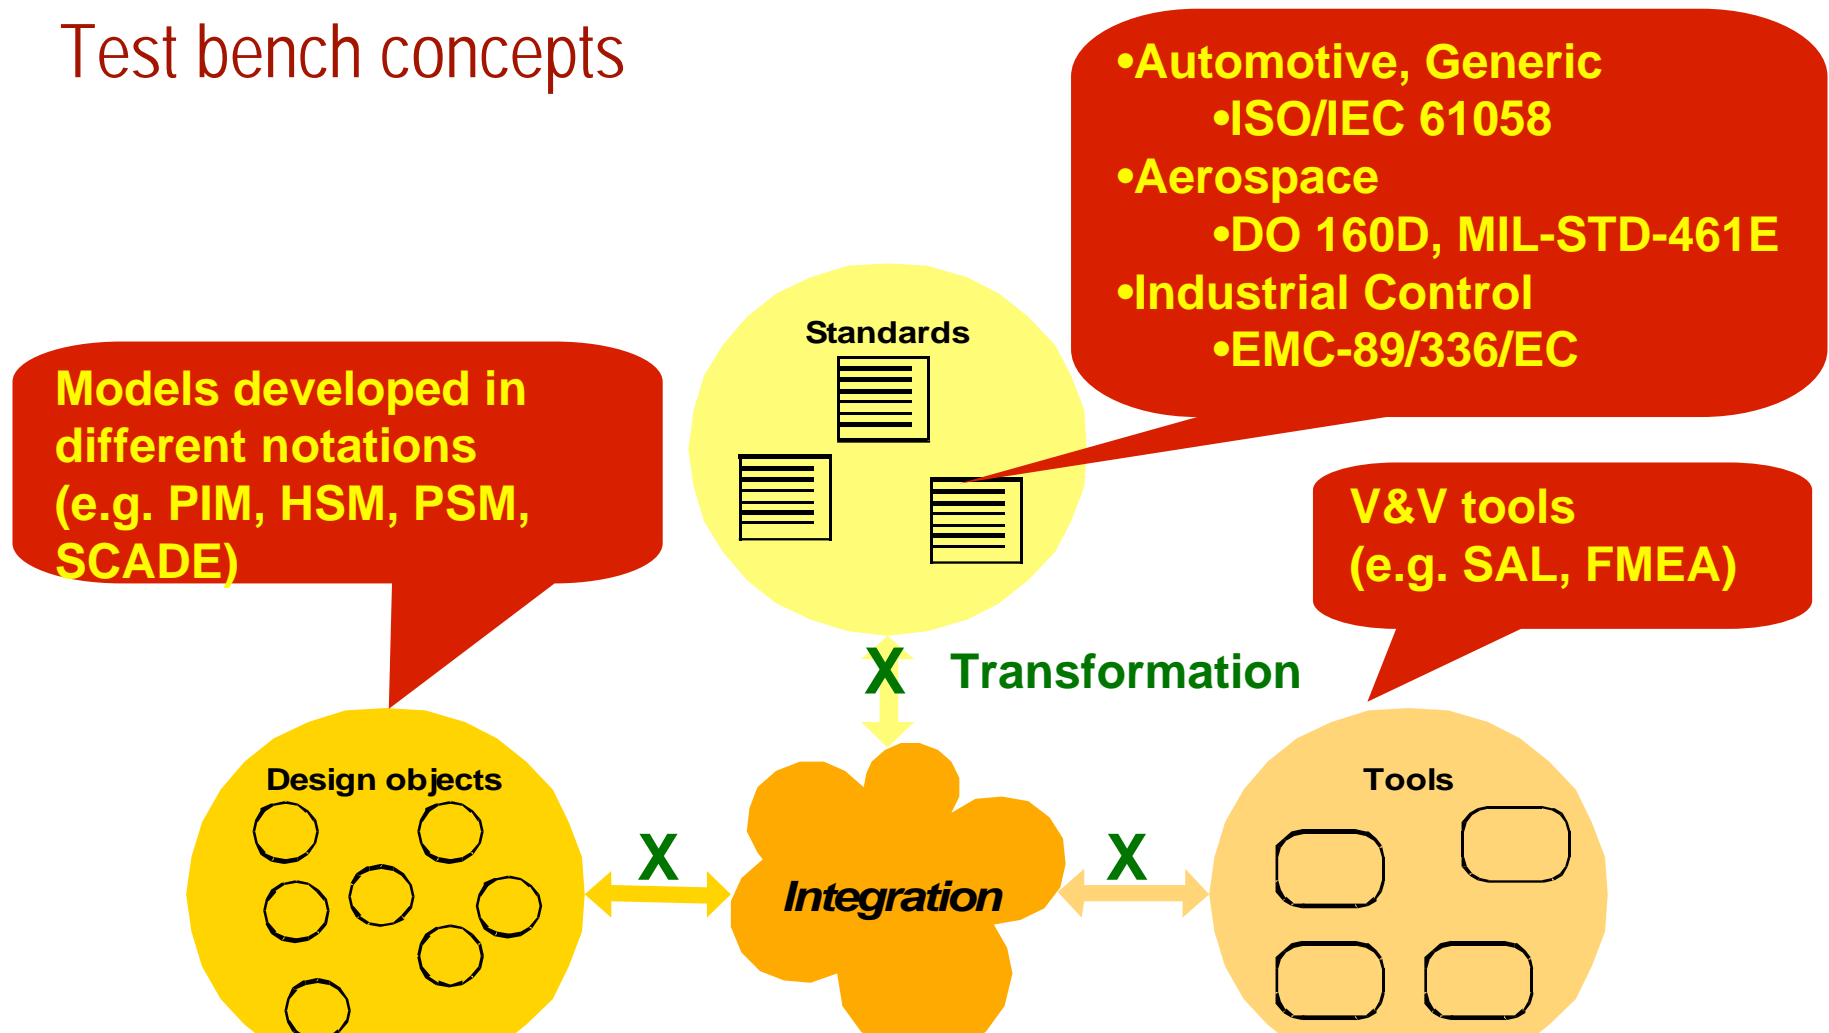 Test bench concepts
•Automotive, Generic
•ISO/IEC 61058
•Aerospace
•DO 160D, MIL-STD-461E
•Industrial Control
•EMC-89/336/EC
Standards
Models developed in
different notations
(e.g. PIM, HSM, PSM,
SCADE)
V&V tools
(e.g. SAL, FMEA)
X Transformation
Design objects
Tools
X
X
Integration